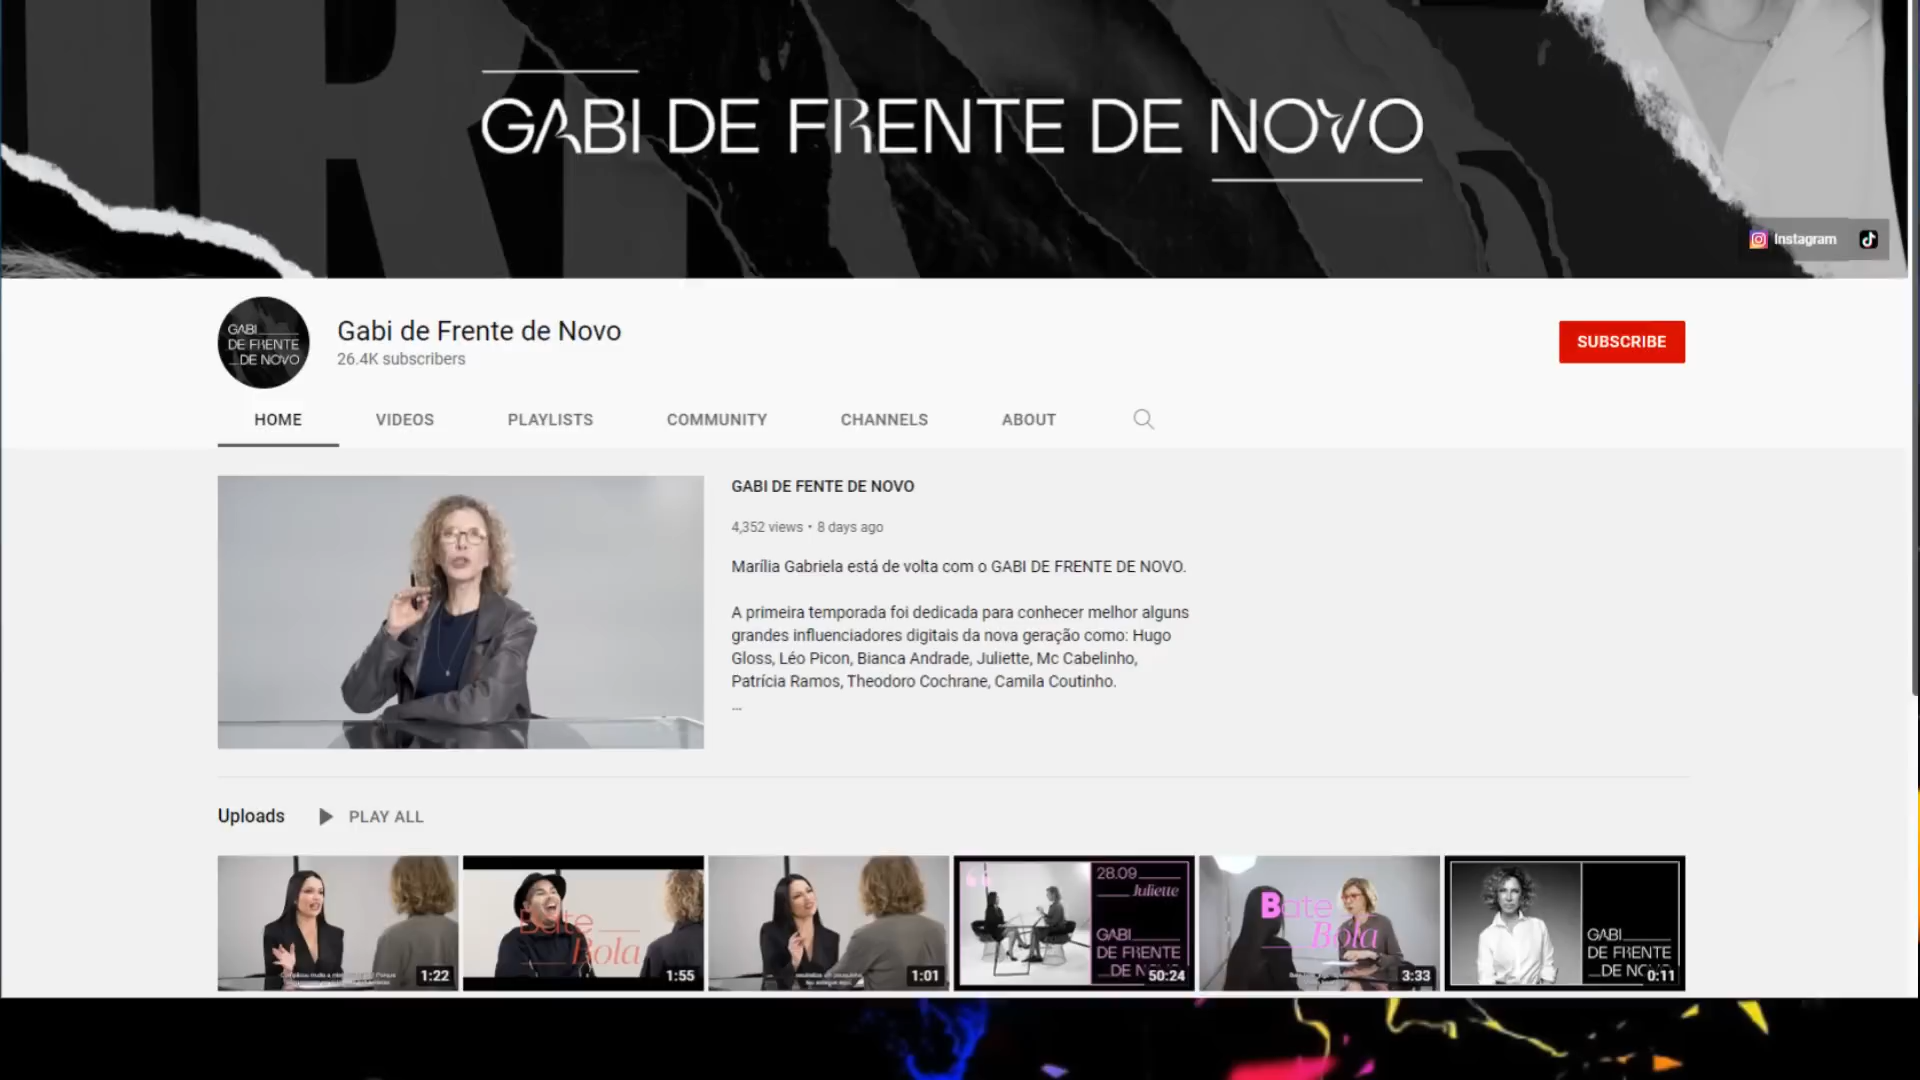 GABI DE FRENTE DE NOVO
Instagram
GABI
DE FRENTE
DE NOVO
Gabi de Frente de Novo
26.4K subscribers
SUBSCRIBE
HOME
VIDEOS
PLAYLISTS
COMMUNITY
CHANNELS
ABOUT
GABI DE FENTE DE NOVO
4,352 views • 8 days ago
Marília Gabriela está de volta com o GABI DE FRENTE DE NOVO.
A primeira temporada foi dedicada para conhecer melhor alguns
grandes influenciadores digitais da nova geração como: Hugo
Gloss, Léo Picon, Bianca Andrade, Juliette, Mc Cabelinho,
Patrícia Ramos, Theodoro Cochrane, Camila Coutinho.
...
Uploads
PLAY ALL
1:22
Bate
Bola
1:55
1:01
28.09
Juliette
GABI
DE FRENTE
DE N
50:24
Bate
Bola
3:33
GABI
DE FRENTE
DE NO
0:11